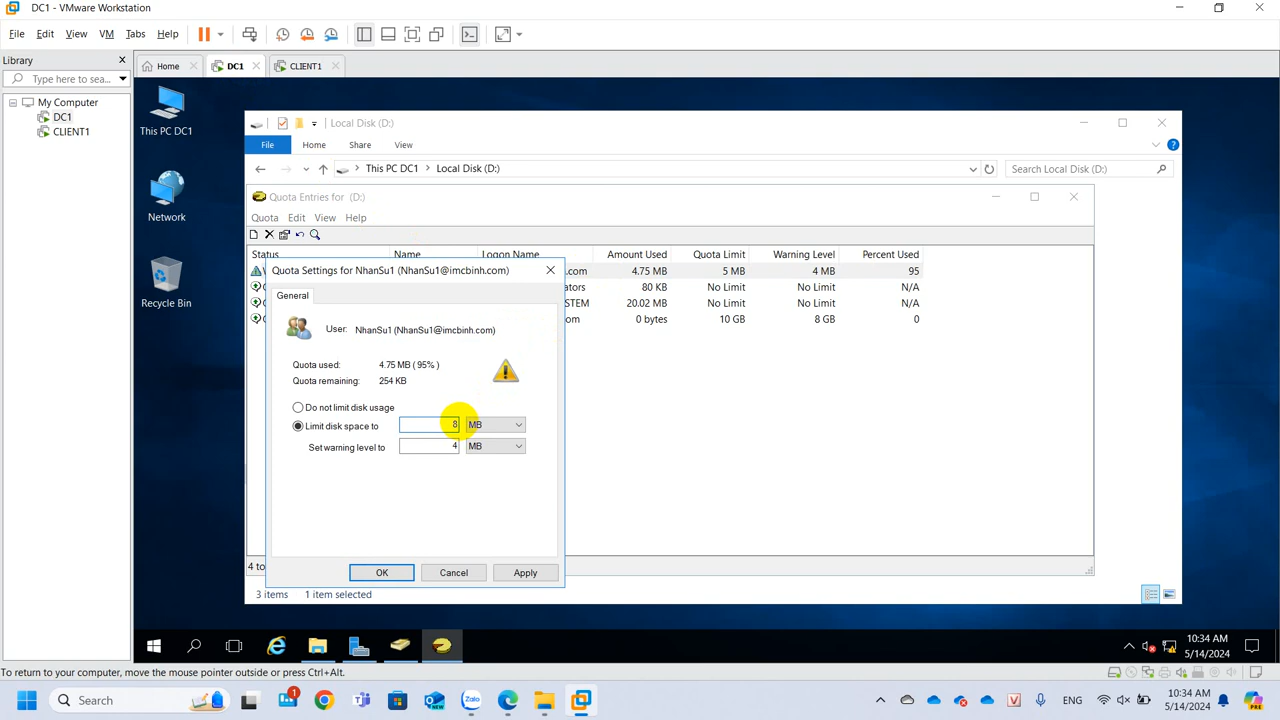 DC1 - VMware Workstation
File Edit View VM Tabs Help
Library
Type here to sea...
Home
DC1
CLIENT1
My Computer
DC1
CLIENT1
This PC DC1
Network
Recycle Bin
Local Disk (D:)
File Home Share View
This PC DC1 > Local Disk (D:)
Search Local Disk (D:)
Quota Entries for (D:)
Quota Edit View Help
Status Name Logon Name Amount Used Quota Limit Warning Level Percent Used
.com 4.75 MB 5 MB 4 MB 95
ators 80 KB No Limit No Limit N/A
STEM 20.02 MB No Limit No Limit N/A
om 0 bytes 10 GB 8 GB 0
Quota Settings for NhanSu1 (NhanSu1@imcbinh.com)
General
User: NhanSu1 (NhanSu1@imcbinh.com)
Quota used: 4.75 MB ( 95% )
Quota remaining: 254 KB
Do not limit disk usage
Limit disk space to 8 MB
Set warning level to 4 MB
OK Cancel Apply
4 to
3 items 1 item selected
10:34 AM
5/14/2024
To return to your computer, move the mouse pointer outside or press Ctrl+Alt.
Search
1
Zalo
NEW
ENG
10:34 AM
5/14/2024
PRE